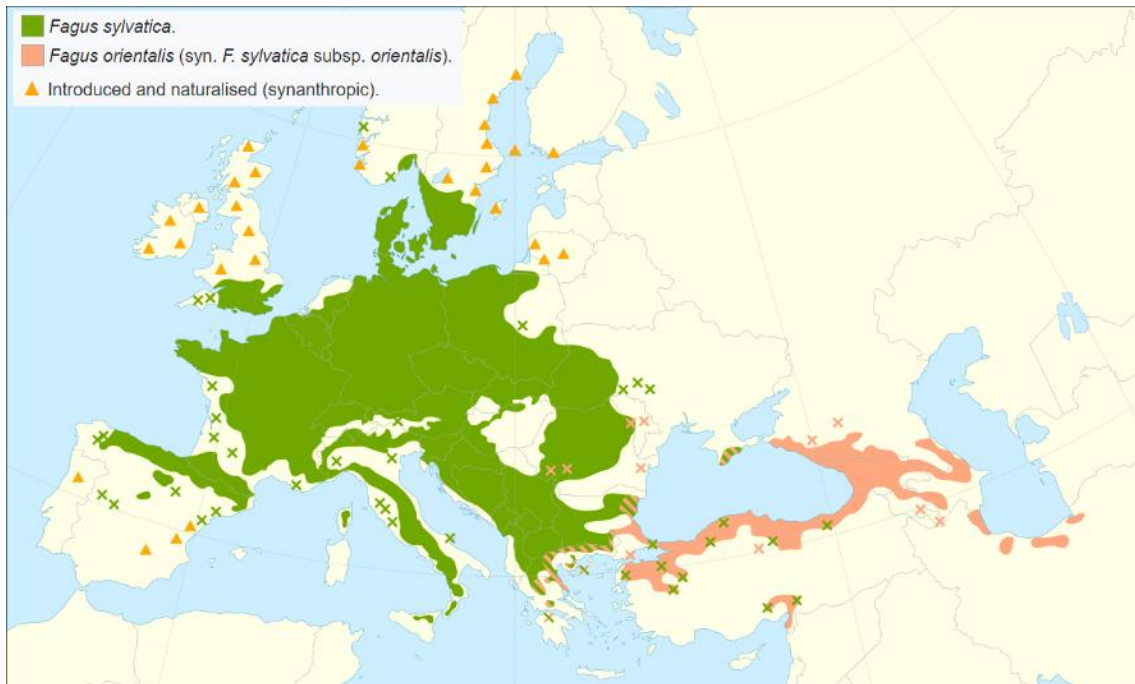 Fagus sylvatica.
Fagus orientalis (syn. F. sylvatica subsp. orientalis).
Introduced and naturalised (synanthropic).